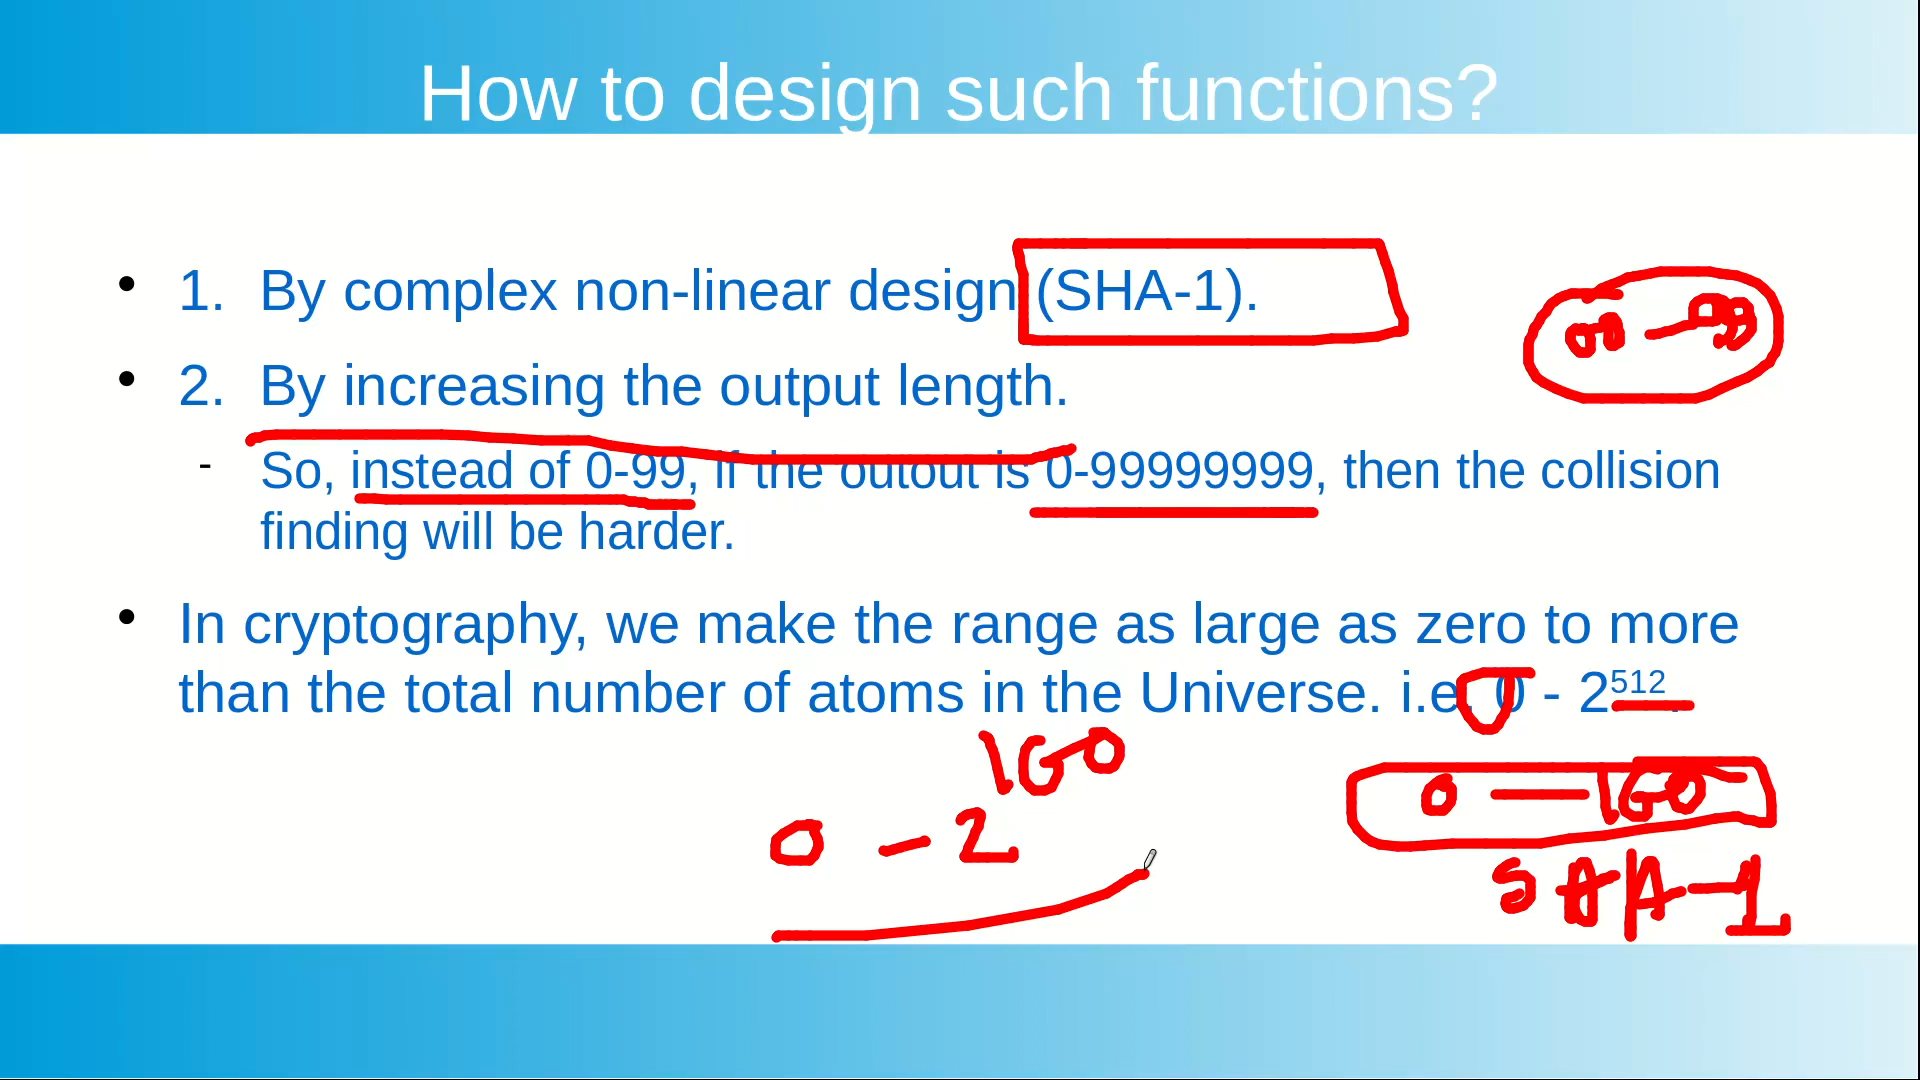 How to design such functions?
• 1. By complex non-linear design (SHA-1).
00 - 99
• 2. By increasing the output length.
- So, instead of 0-99, if the outout is 0-99999999, then the collision
finding will be harder.
• In cryptography, we make the range as large as zero to more
than the total number of atoms in the Universe. i.e. 0 - 2⁵¹².
0 - 2¹⁶⁰
0 — 160
SHA-1